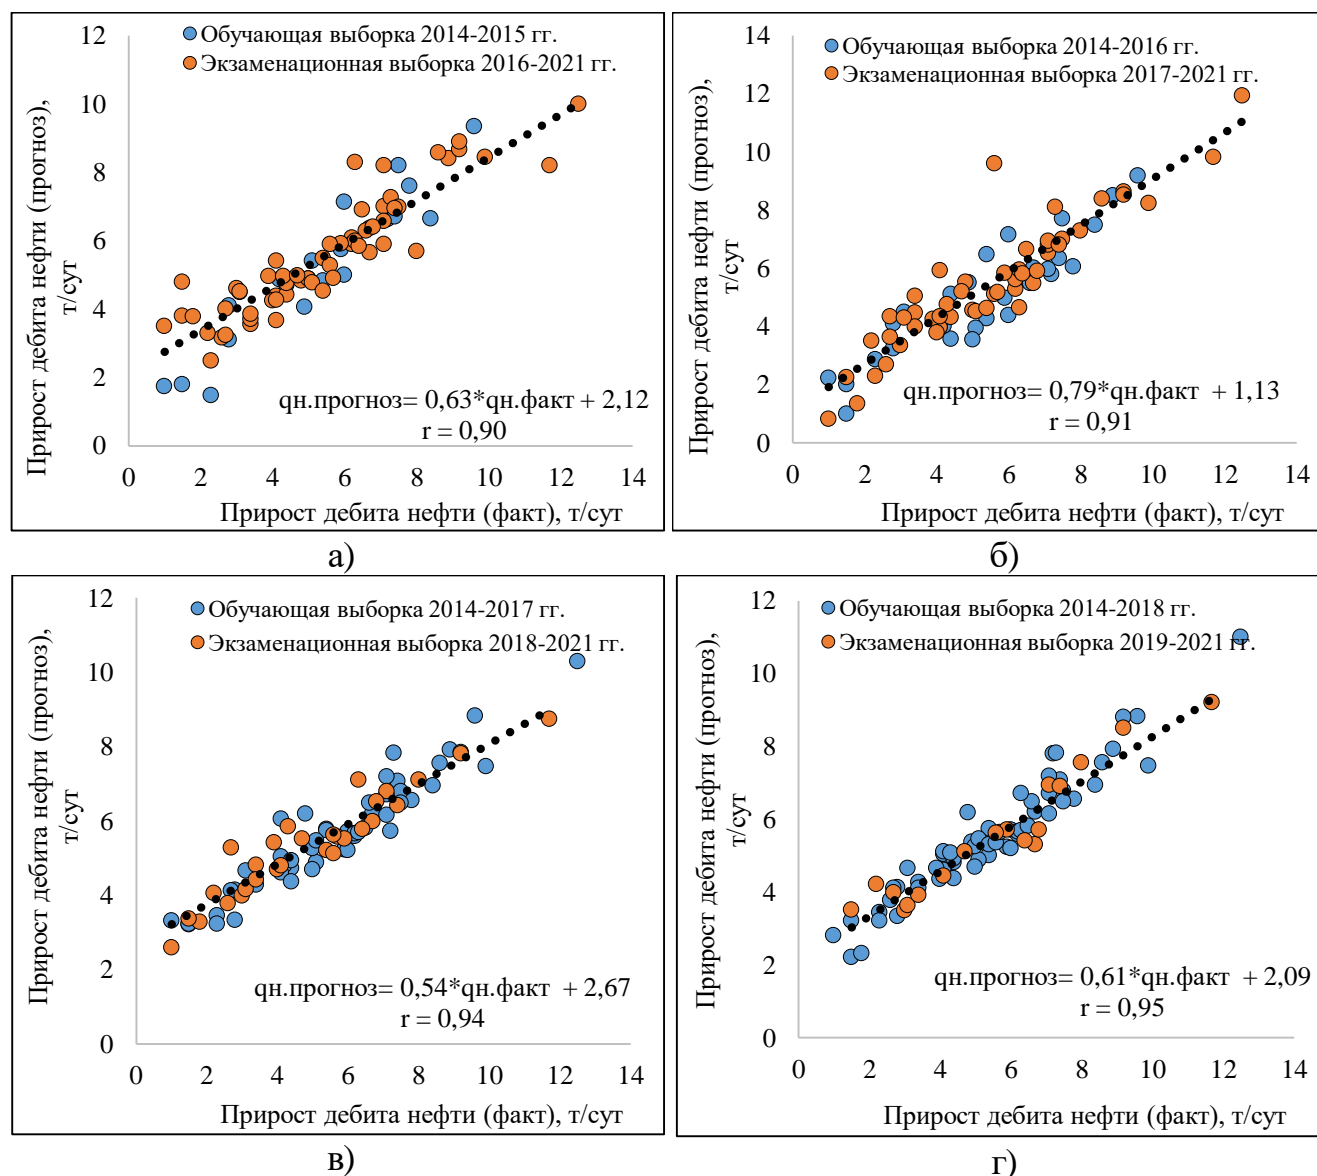 12
10
8
6
4
2
0
Прирост дебита нефти (прогноз),
т/сут
Обучающая выборка 2014-2015 гг.
Экзаменационная выборка 2016-2021 гг.
qн.прогноз= 0,63*qн.факт + 2,12
r = 0,90
0 2 4 6 8 10 12 14
Прирост дебита нефти (факт), т/сут
а)
14
12
10
8
6
4
2
0
Прирост дебита нефти (прогноз),
т/сут
Обучающая выборка 2014-2016 гг.
Экзаменационная выборка 2017-2021 гг.
qн.прогноз= 0,79*qн.факт + 1,13
r = 0,91
0 2 4 6 8 10 12 14
Прирост дебита нефти (факт), т/сут
б)
12
10
8
6
4
2
0
Прирост дебита нефти (прогноз),
т/сут
Обучающая выборка 2014-2017 гг.
Экзаменационная выборка 2018-2021 гг.
qн.прогноз= 0,54*qн.факт + 2,67
r = 0,94
0 2 4 6 8 10 12 14
Прирост дебита нефти (факт), т/сут
в)
12
10
8
6
4
2
0
Прирост дебита нефти (прогноз),
т/сут
Обучающая выборка 2014-2018 гг.
Экзаменационная выборка 2019-2021 гг.
qн.прогноз= 0,61*qн.факт + 2,09
r = 0,95
0 2 4 6 8 10 12 14
Прирост дебита нефти (факт), т/сут
г)